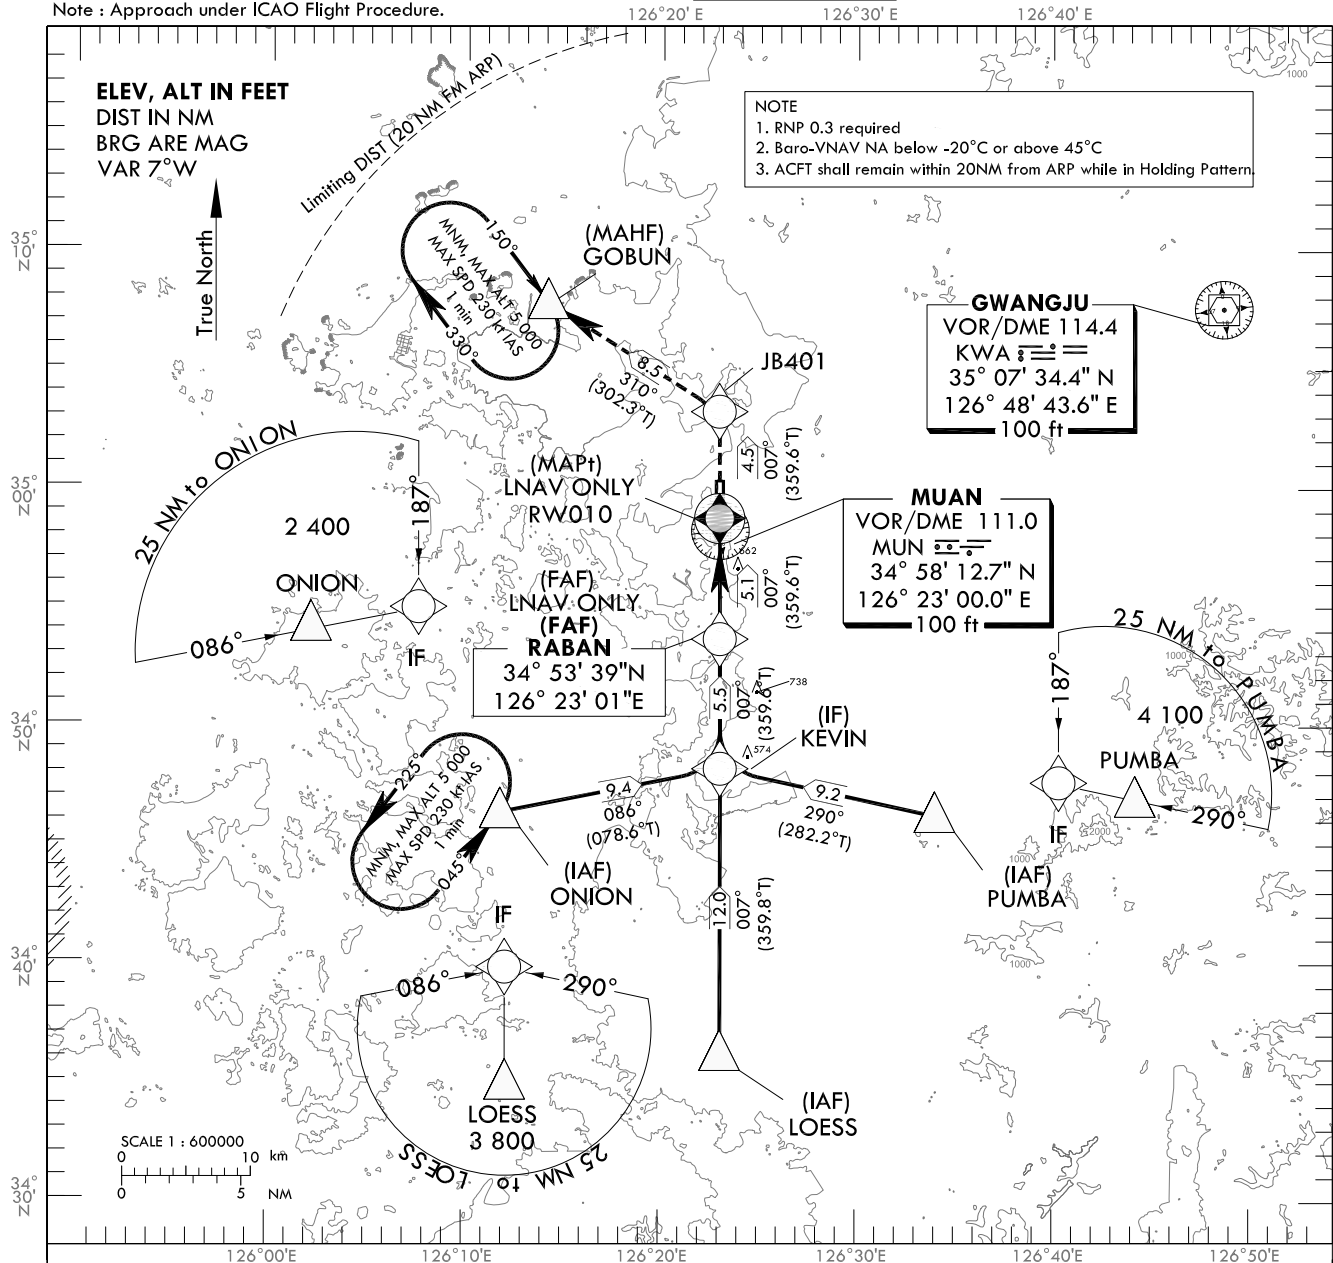 Note : Approach under ICAO Flight Procedure.
126°20' E
126°30'E
126°40'E
ELEV, ALT IN FEET
DIST IN NM
BRG ARE MAG
VAR 7°W
True North
Limiting DIST (20 NM FM ARP)
NOTE
1. RNP 0.3 required
2. Baro-VNAV NA below -20°C or above 45°C
3. ACFT shall remain within 20NM from ARP while in Holding Pattern.
1000
35°
10'
N
150°
MNM, MAX ALT 5 000
MAX SPD 230 kt IAS
1 min
330°
(MAHF)
GOBUN
8.5
310°
(302.3°T)
JB401
GWANGJU
VOR/DME 114.4
KWA
35° 07' 34.4" N
126° 48' 43.6" E
100 ft
4.5
007°
(359.6°T)
25 NM to ONION
187°
2 400
ONION
086°
IF
35°
00'
N
(MAPt)
LNAV ONLY
RW010
MUAN
VOR/DME 111.0
MUN
34° 58' 12.7" N
126° 23' 00.0" E
100 ft
862
5.1
007°
(359.6°T)
(FAF)
LNAV ONLY
(FAF)
RABAN
34° 53' 39"N
126° 23' 01"E
5.5
007°
(359.6°T)
738
574
(IF)
KEVIN
25 NM to PUMBA
187°
1000
1000
4 100
PUMBA
290°
IF
2000
1000
34°
50'
N
225°
MNM, MAX ALT 5 000
MAX SPD 230 kt IAS
1 min
045°
9.4
086°
(078.6°T)
9.2
290°
(282.2°T)
(IAF)
ONION
(IAF)
PUMBA
12.0
007°
(359.8°T)
1000
34°
40'
N
IF
086°
290°
LOESS
3 800
25 NM to LOESS
(IAF)
LOESS
SCALE 1 : 600000
0 10 km
0 5 NM
34°
30'
N
126°00'E
126°10'E
126°20'E
126°30'E
126°40'E
126°50'E